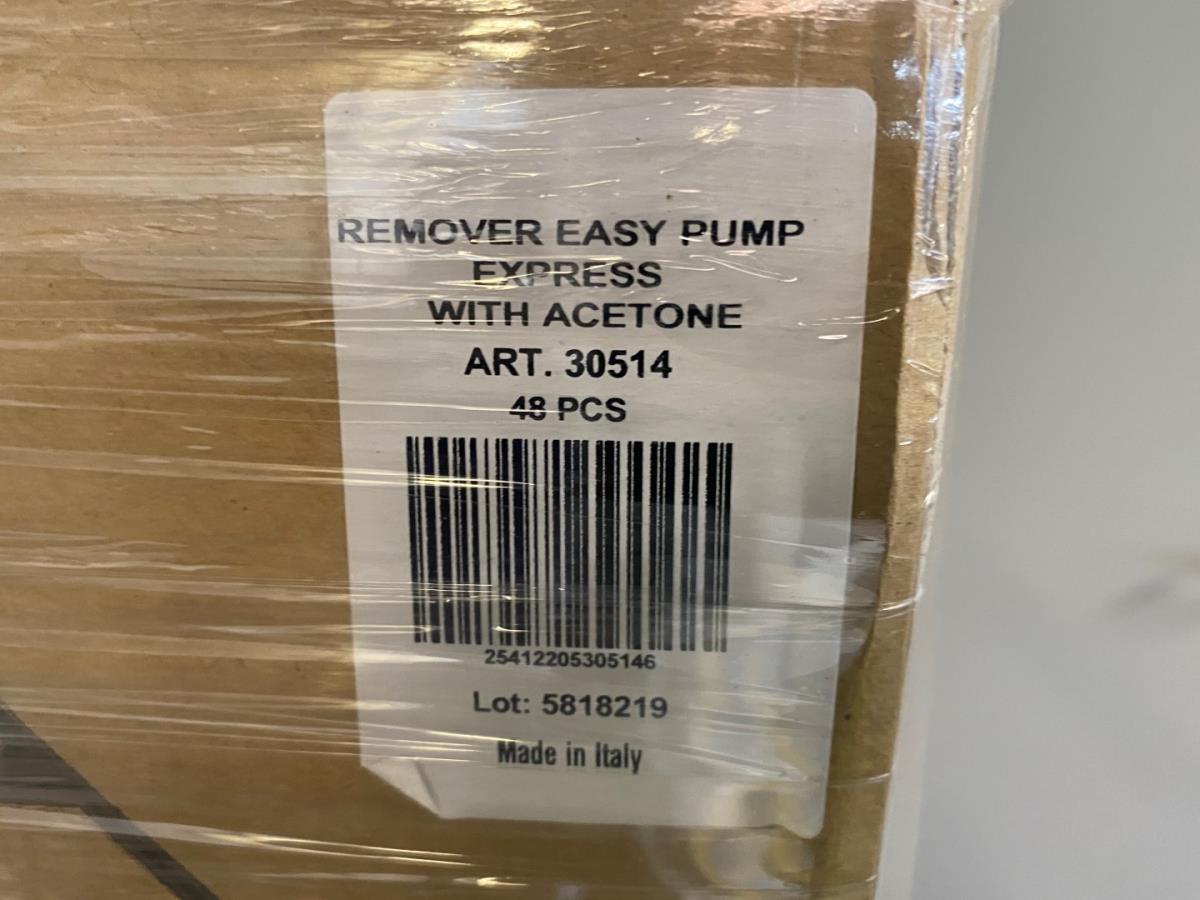 REMOVER EASY PUMP
EXPRESS
WITH ACETONE
ART. 30514
48 PCS
25412205305146
Lot: 5818219
Made in Italy